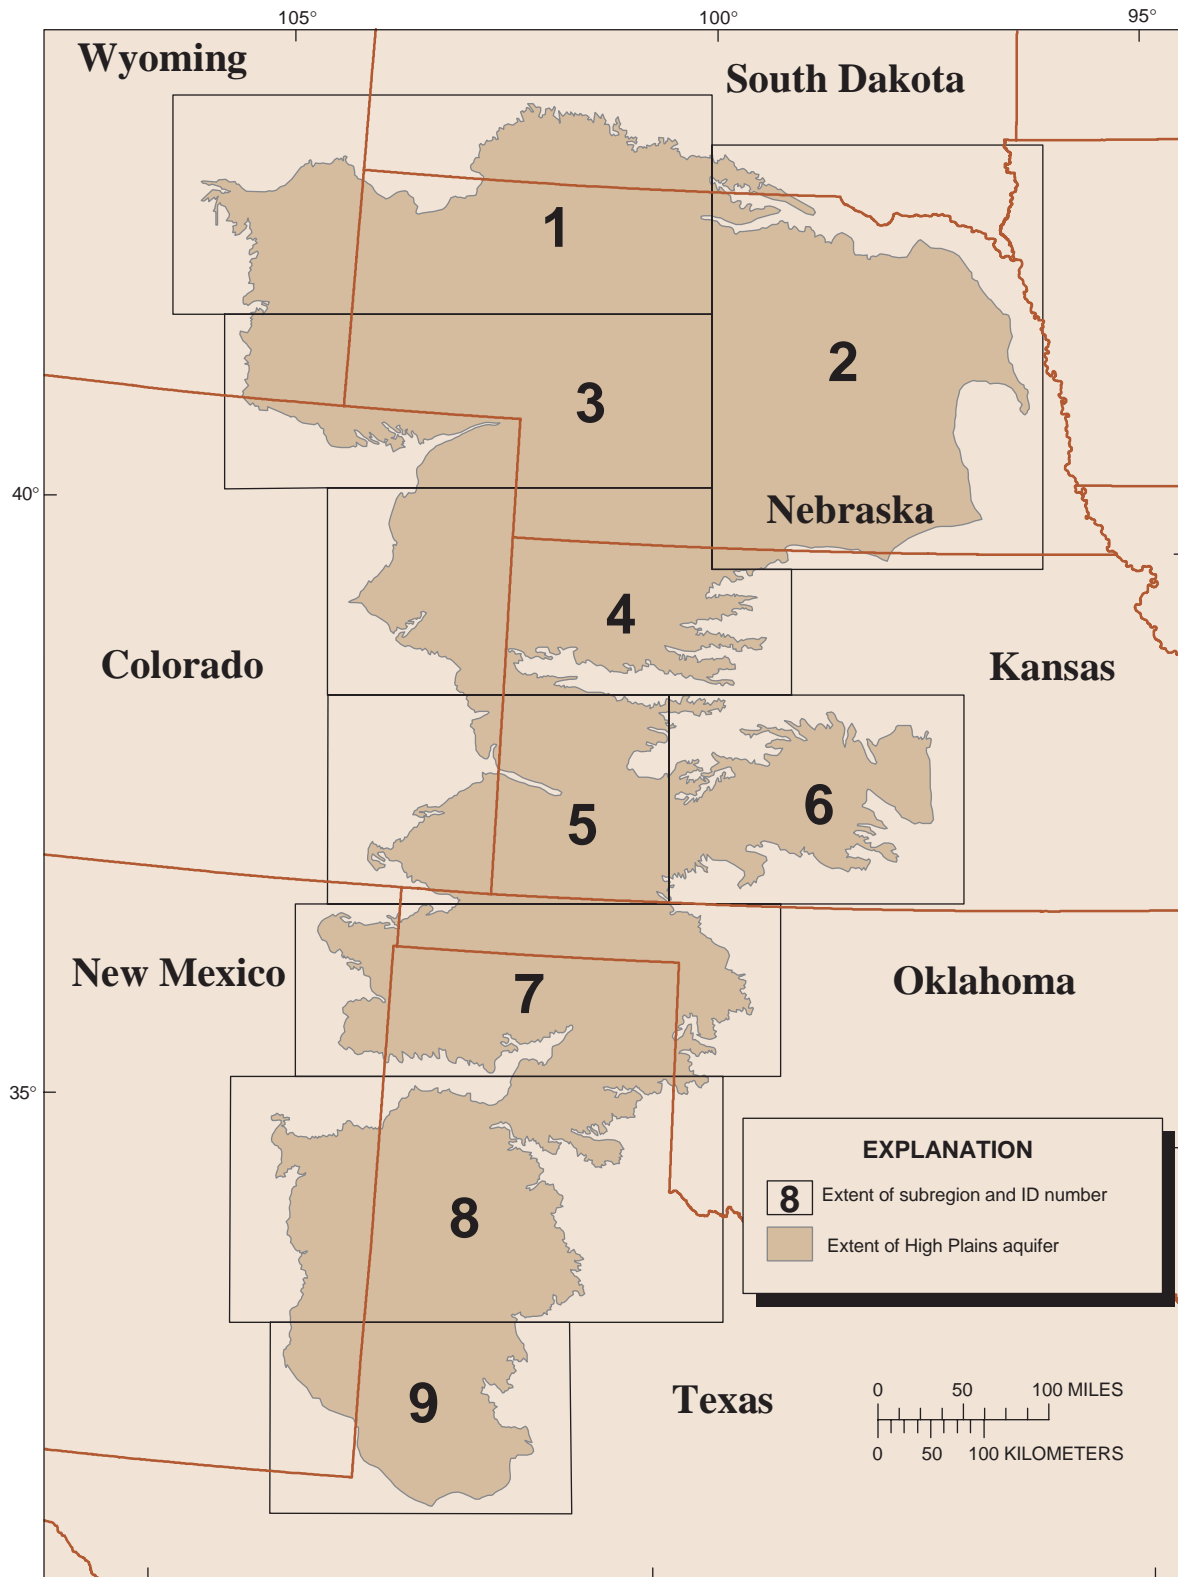 105°
100°
95°
Wyoming
South Dakota
1
2
3
40°
Nebraska
4
Colorado
Kansas
5
6
New Mexico
Oklahoma
7
35°
EXPLANATION
8 Extent of subregion and ID number
Extent of High Plains aquifer
8
9
Texas
0 50 100 MILES
0 50 100 KILOMETERS